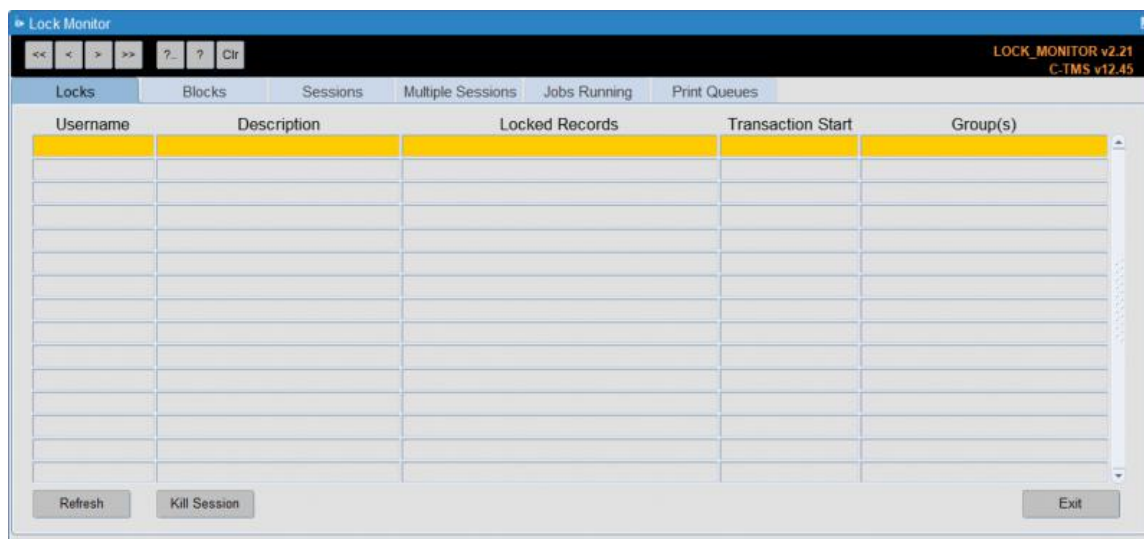 Lock Monitor
<< < > >> ?_ ? Clr
LOCK_MONITOR v2.21
C-TMS v12.45
Locks Blocks Sessions Multiple Sessions Jobs Running Print Queues
Username Description Locked Records Transaction Start Group(s)
Refresh Kill Session Exit